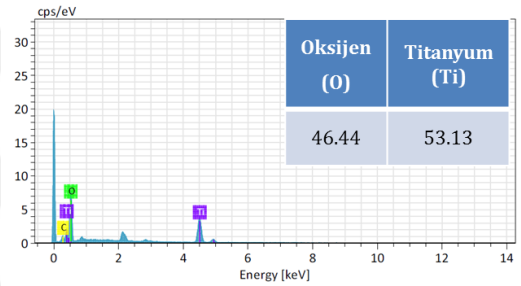 cps/eV
30
25
20
15
10
5
0
Oksijen
(O)
Titanyum
(Ti)
46.44
53.13
O
Ti
C
Ti
0
2
4
6
8
10
12
14
Energy [keV]